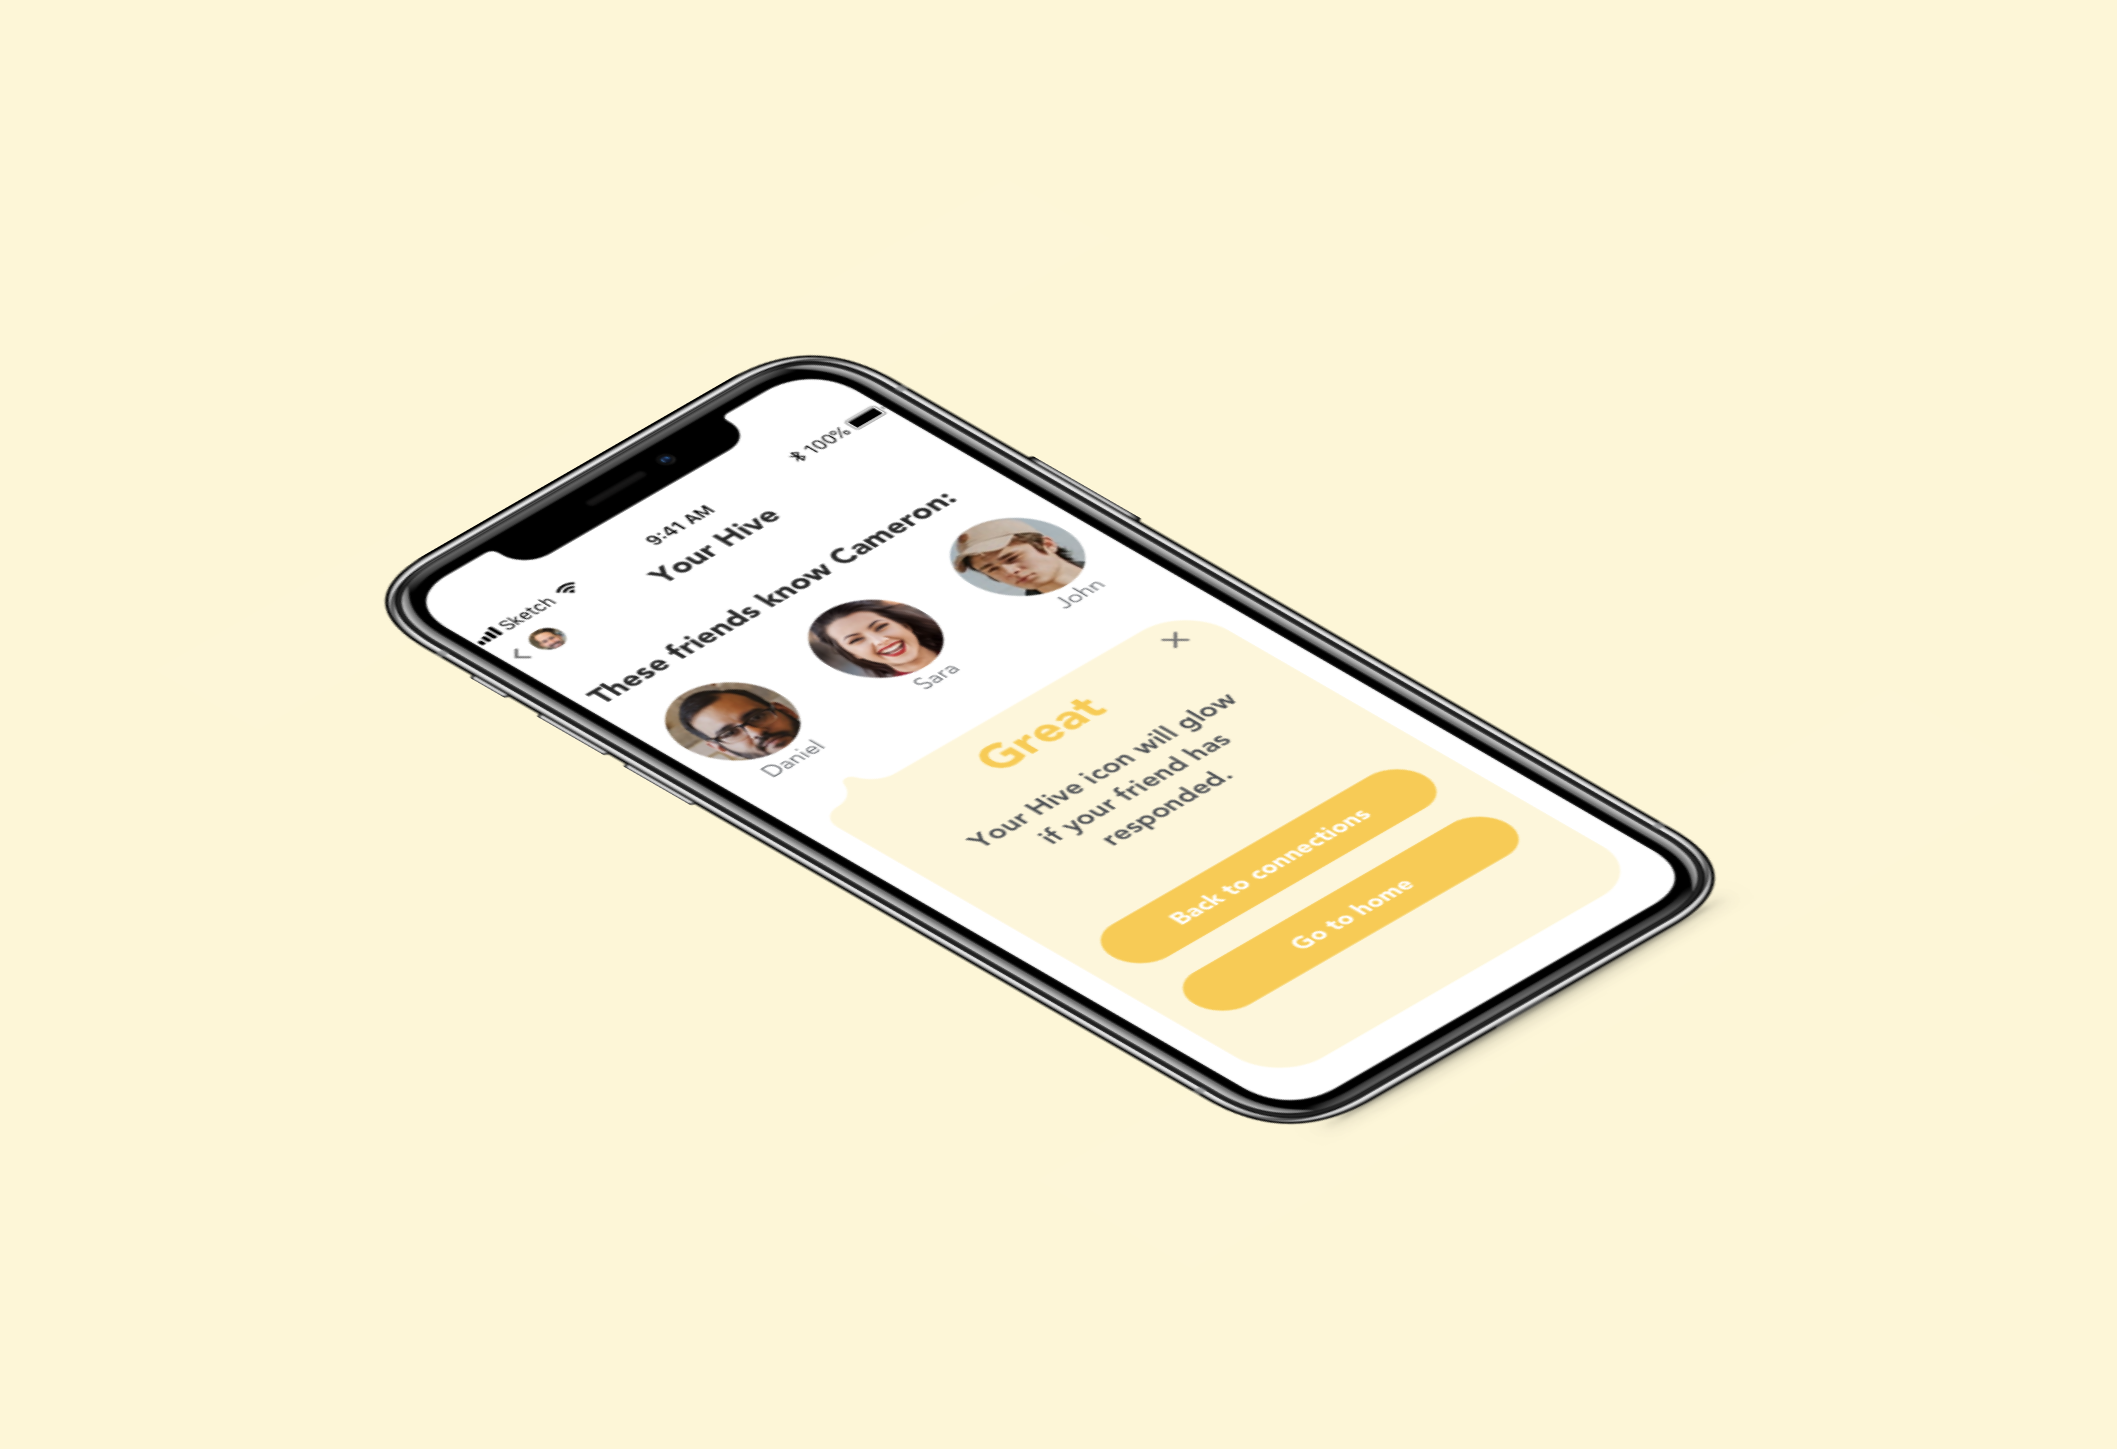 Sketch
9:41 AM
100%
Your Hive
These friends know Cameron:
Daniel
Sara
John
Great
Your Hive icon will glow
if your friend has
responded.
Back to connections
Go to home